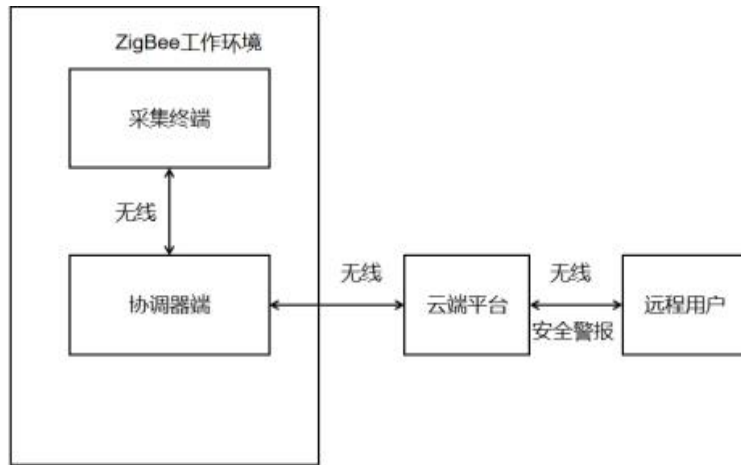 ZigBee工作环境
采集终端
无线
协调器端
无线
云端平台
无线
安全警报
远程用户